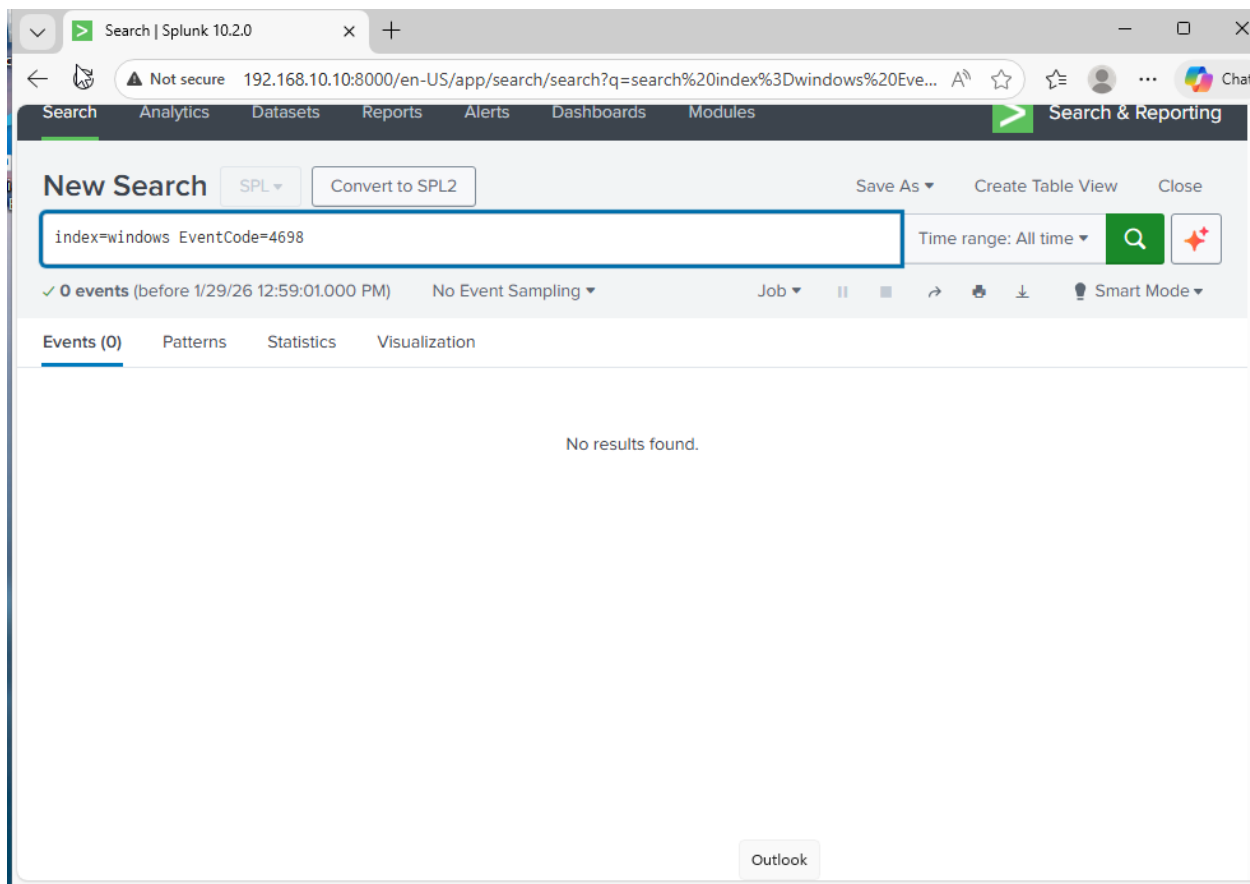 Search | Splunk 10.2.0
Not secure 192.168.10.10:8000/en-US/app/search/search?q=search%20index%3Dwindows%20Eve... Chat
Search Analytics Datasets Reports Alerts Dashboards Modules Search & Reporting
New Search SPL Convert to SPL2 Save As Create Table View Close
index=windows EventCode=4698 Time range: All time
0 events (before 1/29/26 12:59:01.000 PM) No Event Sampling Job Smart Mode
Events (0) Patterns Statistics Visualization
No results found.
Outlook